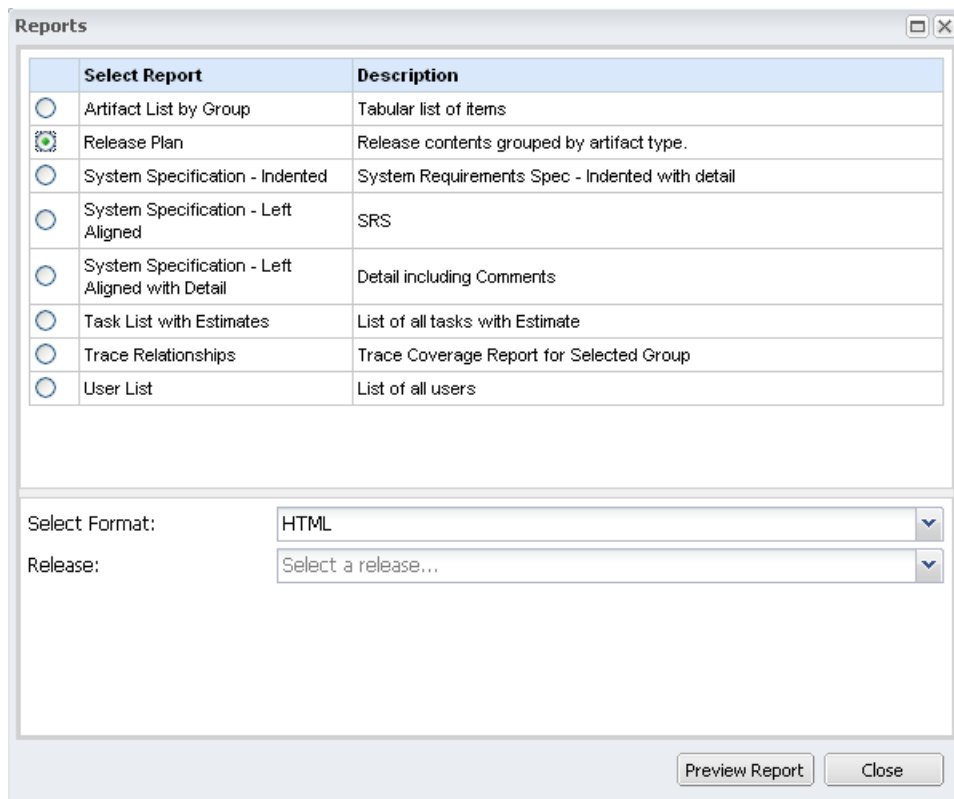 Reports
Select Report Description
Artifact List by Group Tabular list of items
Release Plan Release contents grouped by artifact type.
System Specification - Indented System Requirements Spec - Indented with detail
System Specification - Left
Aligned
SRS
System Specification - Left
Aligned with Detail
Detail including Comments
Task List with Estimates List of all tasks with Estimate
Trace Relationships Trace Coverage Report for Selected Group
User List List of all users
Select Format: HTML
Release: Select a release...
Preview Report Close